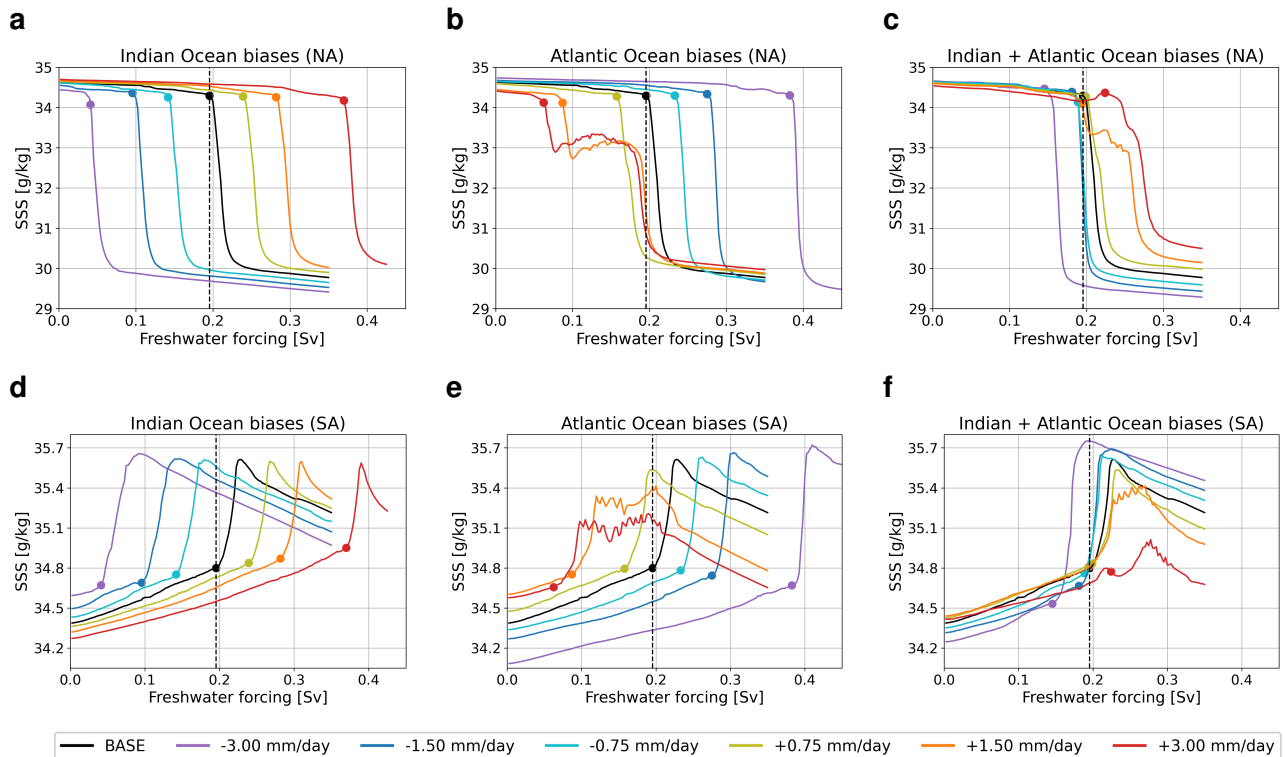 a
b
c
Indian Ocean biases (NA)
Atlantic Ocean biases (NA)
Indian + Atlantic Ocean biases (NA)
35
34
33
32
31
30
29
SSS [g/kg]
0.0 0.1 0.2 0.3 0.4
Freshwater forcing [Sv]
35
34
33
32
31
30
29
SSS [g/kg]
0.0 0.1 0.2 0.3 0.4
Freshwater forcing [Sv]
35
34
33
32
31
30
29
SSS [g/kg]
0.0 0.1 0.2 0.3 0.4
Freshwater forcing [Sv]
d
e
f
Indian Ocean biases (SA)
Atlantic Ocean biases (SA)
Indian + Atlantic Ocean biases (SA)
35.7
35.4
35.1
34.8
34.5
34.2
SSS [g/kg]
0.0 0.1 0.2 0.3 0.4
Freshwater forcing [Sv]
35.7
35.4
35.1
34.8
34.5
34.2
SSS [g/kg]
0.0 0.1 0.2 0.3 0.4
Freshwater forcing [Sv]
35.7
35.4
35.1
34.8
34.5
34.2
SSS [g/kg]
0.0 0.1 0.2 0.3 0.4
Freshwater forcing [Sv]
BASE -3.00 mm/day -1.50 mm/day -0.75 mm/day +0.75 mm/day +1.50 mm/day +3.00 mm/day